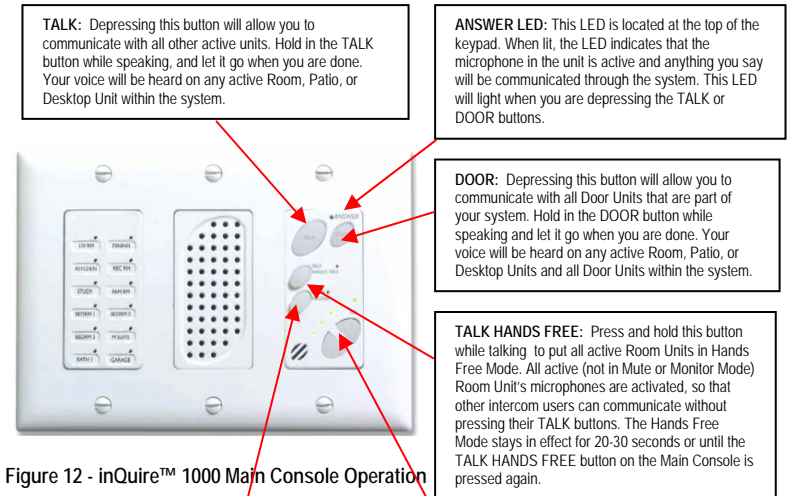 TALK: Depressing this button will allow you to
communicate with all other active units. Hold in the TALK
button while speaking, and let it go when you are done.
Your voice will be heard on any active Room, Patio, or
Desktop Unit within the system.
ANSWER LED: This LED is located at the top of the
keypad. When lit, the LED indicates that the
microphone in the unit is active and anything you say
will be communicated through the system. This LED
will light when you are depressing the TALK or
DOOR buttons.
DOOR: Depressing this button will allow you to
communicate with all Door Units that are part of
your system. Hold in the DOOR button while
speaking and let it go when you are done. Your
voice will be heard on any active Room, Patio, or
Desktop Units and all Door Units within the system.
TALK HANDS FREE: Press and hold this button
while talking to put all active Room Units in Hands
Free Mode. All active (not in Mute or Monitor Mode)
Room Unit's microphones are activated, so that
other intercom users can communicate without
pressing their TALK buttons. The Hands Free
Mode stays in effect for 20-30 seconds or until the
TALK HANDS FREE button on the Main Console is
pressed again.
LIV RM DINING
KITCHEN REC RM
STUDY FAM RM
BEDRM 1 BEDRM 2
BEDRM 3 M SUITE
BATH 1 GARAGE
ANSWER
TALK
TALK
HANDS FREE
Figure 12 - inQuire™ 1000 Main Console Operation